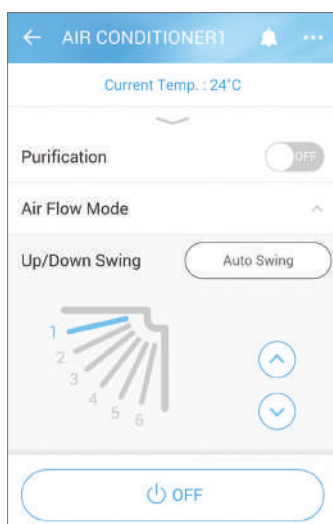 AIR CONDITIONER1
Current Temp. : 24°C
Purification
OFF
Air Flow Mode
Up/Down Swing
Auto Swing
1
2
3
4
5
6
OFF